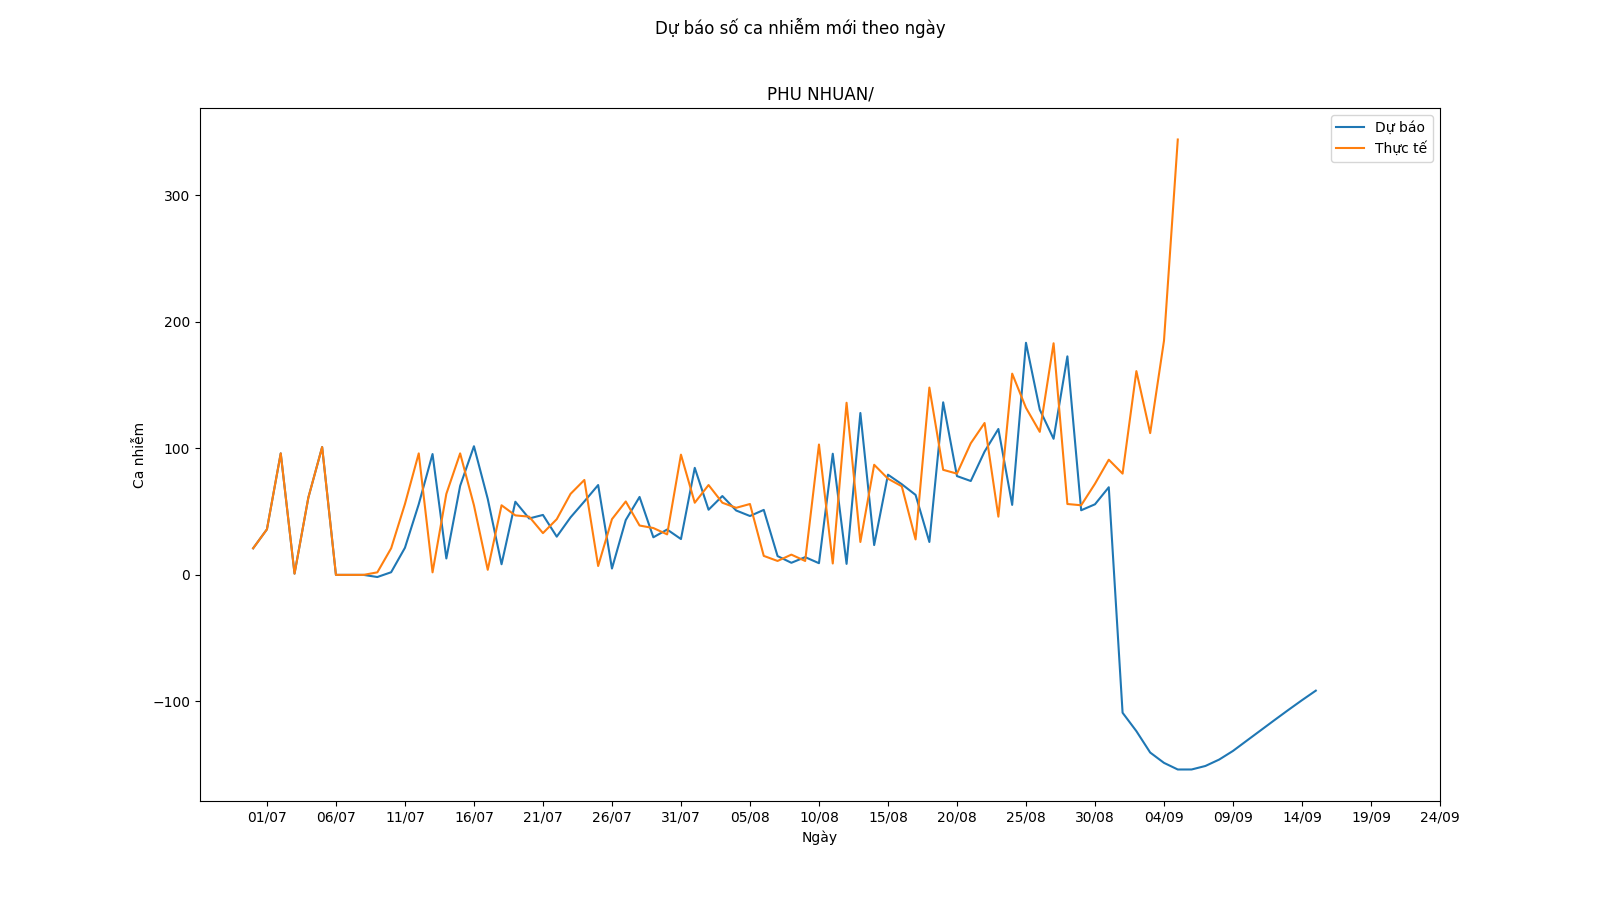 Dự báo số ca nhiễm mới theo ngày
PHU NHUAN/
Dự báo
Thực tế
Ca nhiễm
300
200
100
0
−100
01/07 06/07 11/07 16/07 21/07 26/07 31/07 05/08 10/08 15/08 20/08 25/08 30/08 04/09 09/09 14/09 19/09 24/09
Ngày